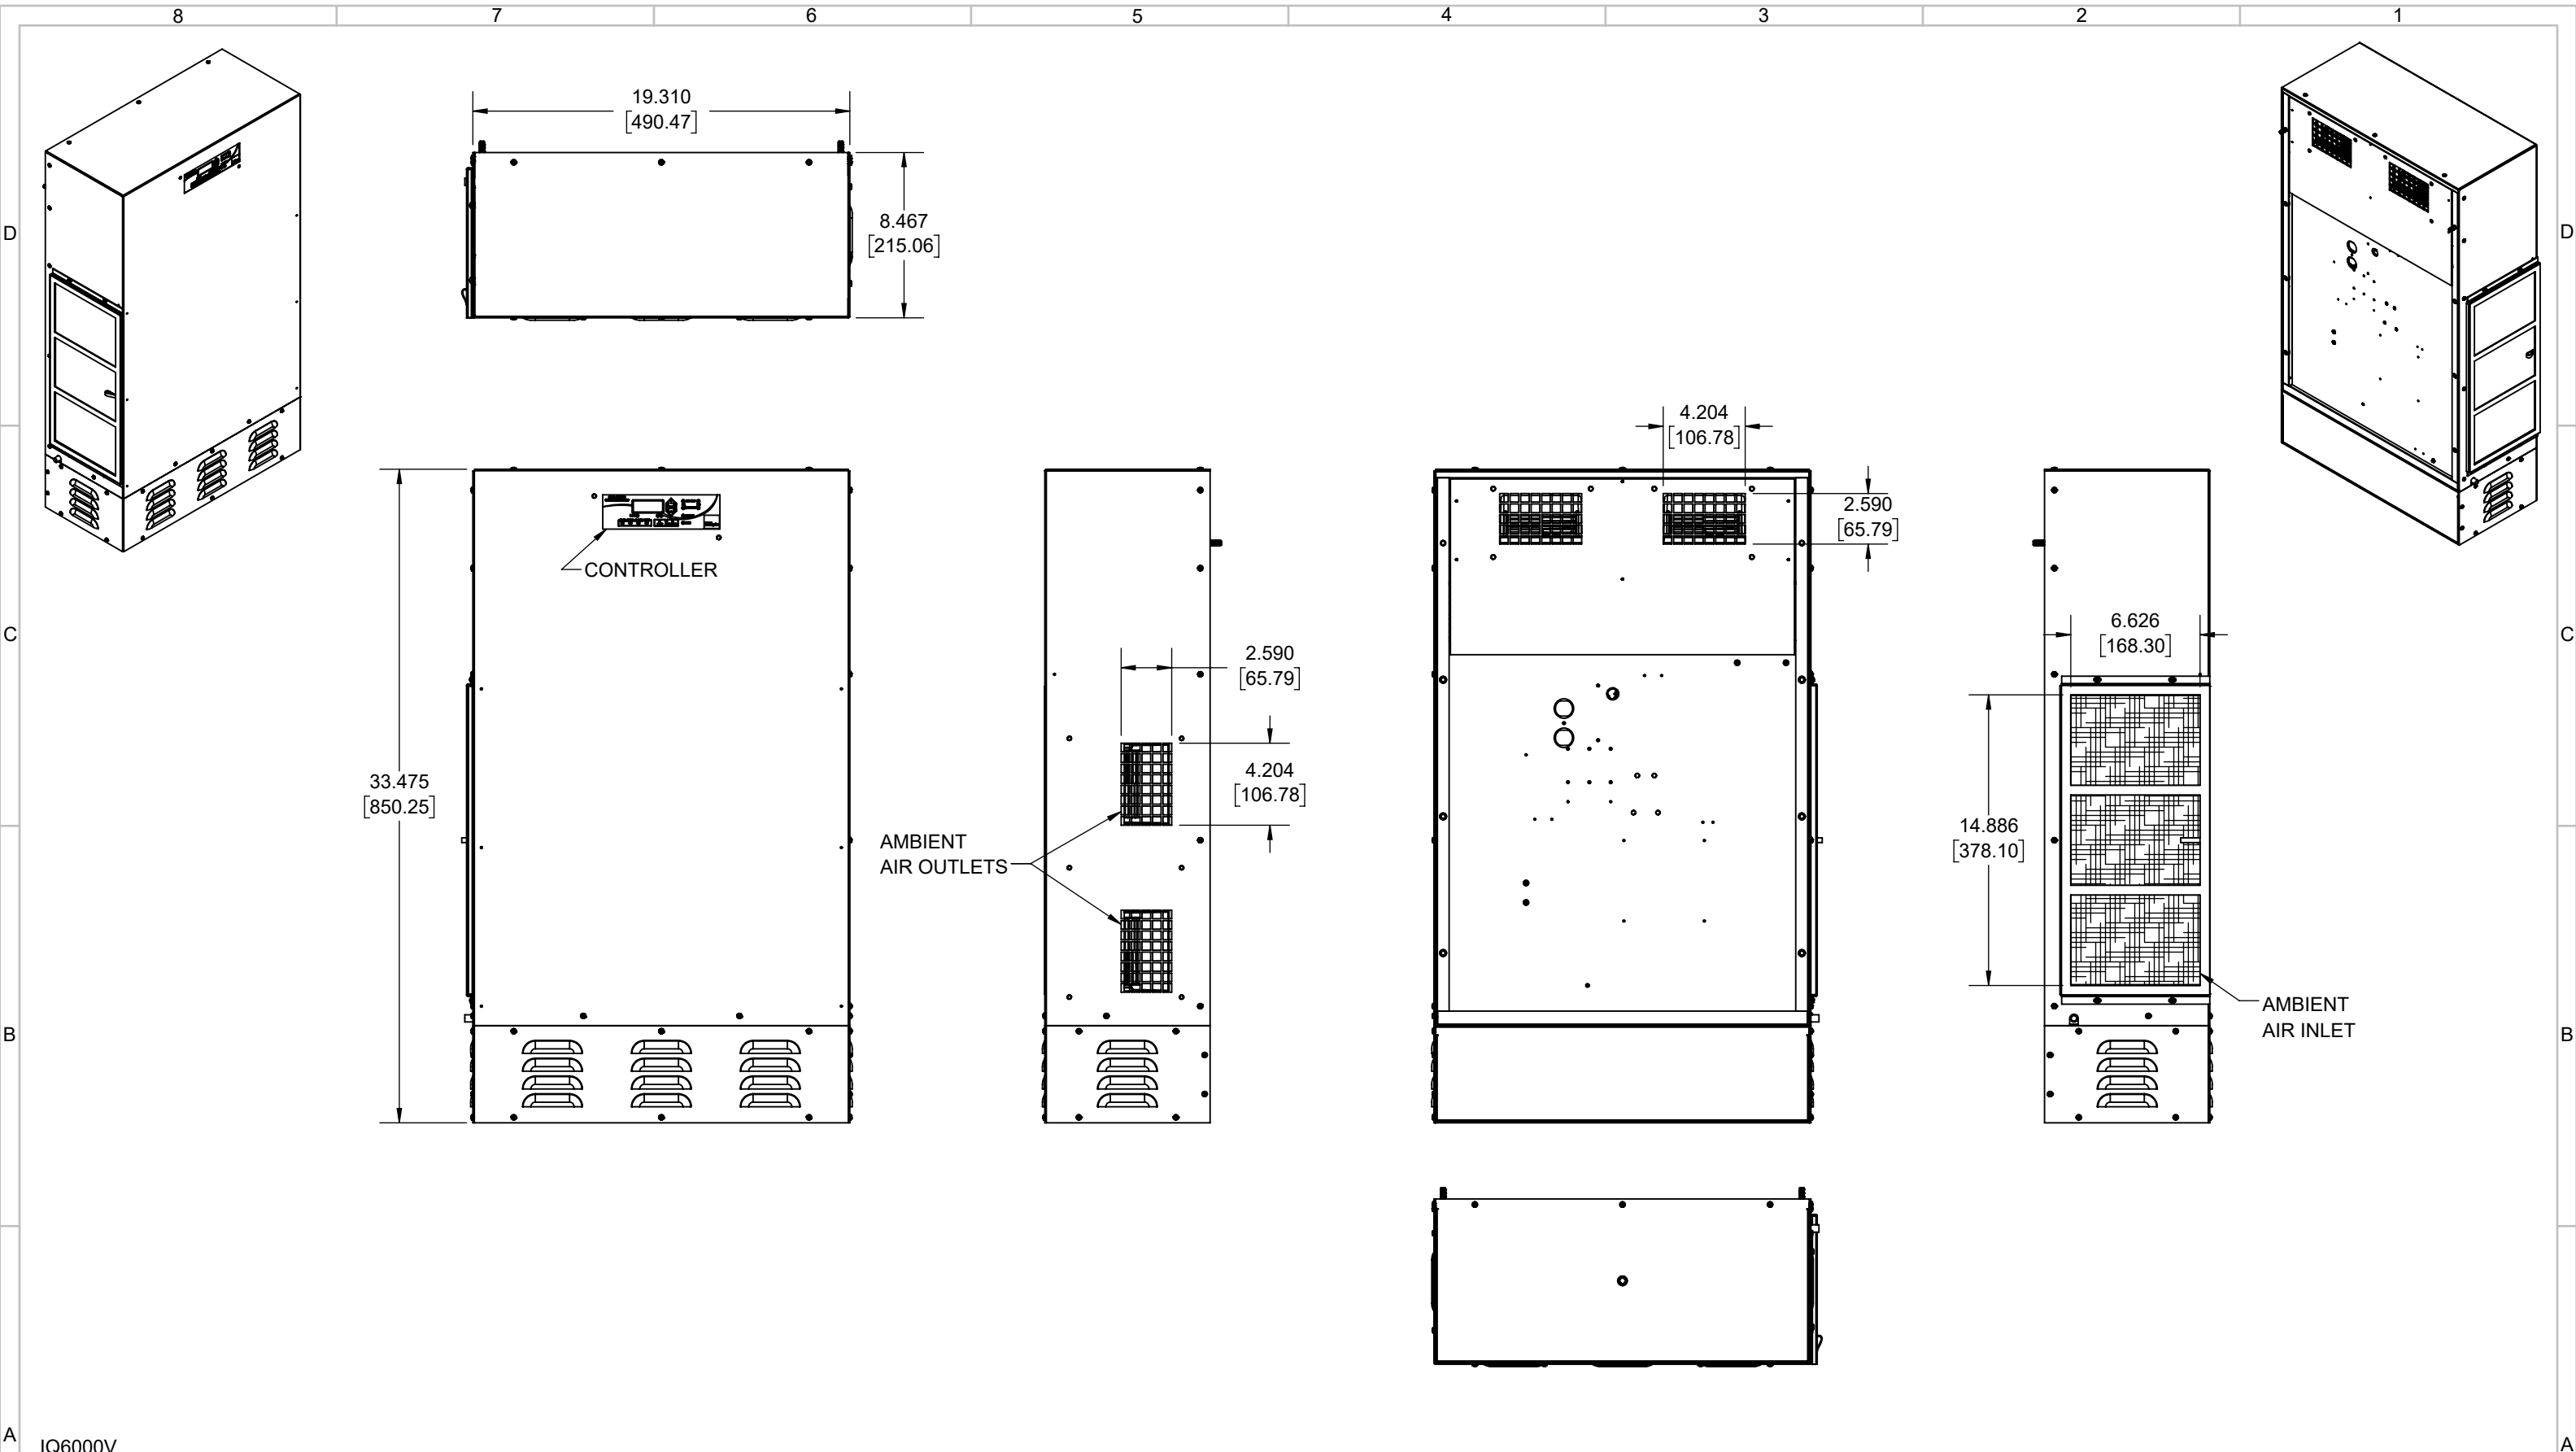 8 7 6 5 4 3 2 1
D
D
C
C
B
B
A
A
19.310
[490.47]
8.467
[215.06]
33.475
[850.25]
CONTROLLER
2.590
[65.79]
4.204
[106.78]
AMBIENT
AIR OUTLETS
4.204
[106.78]
2.590
[65.79]
6.626
[168.30]
14.886
[378.10]
AMBIENT
AIR INLET
IQ6000V